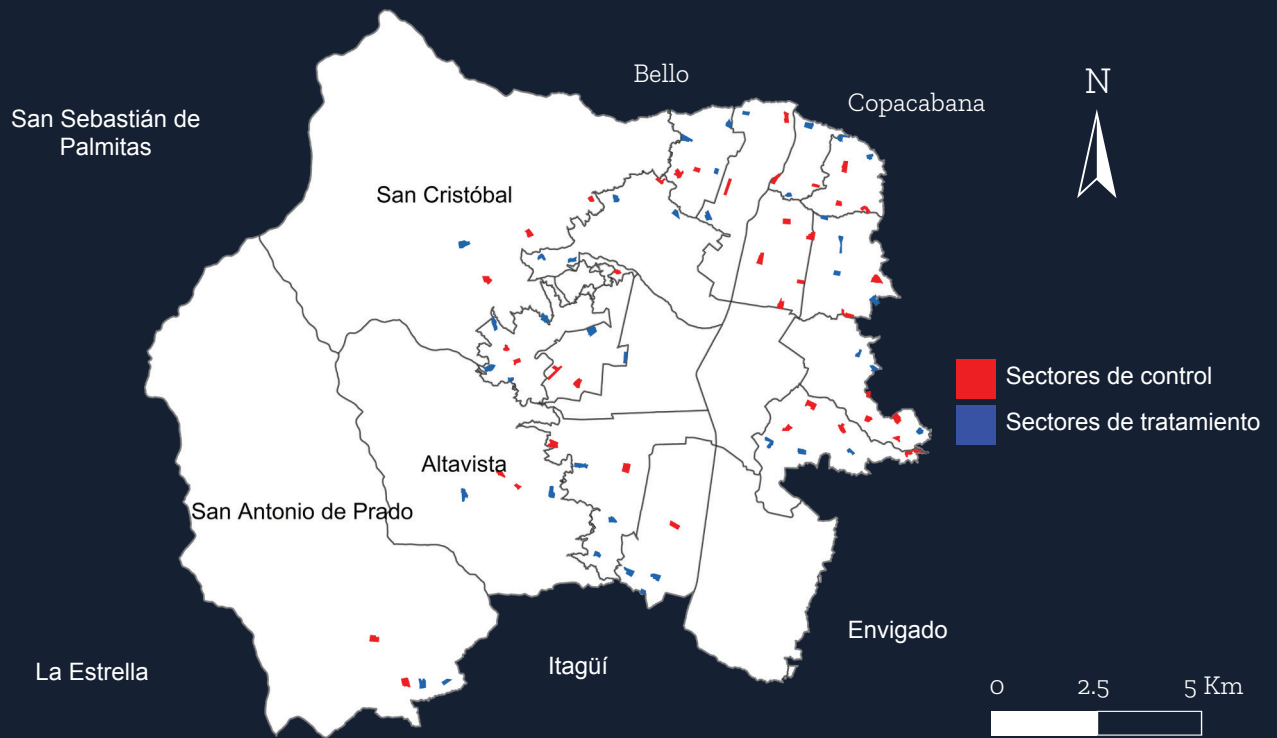 Bello
Copacabana
N
San Sebastián de
Palmitas
San Cristóbal
Sectores de control
Sectores de tratamiento
Altavista
San Antonio de Prado
Envigado
La Estrella
Itagüí
0 2.5 5 Km